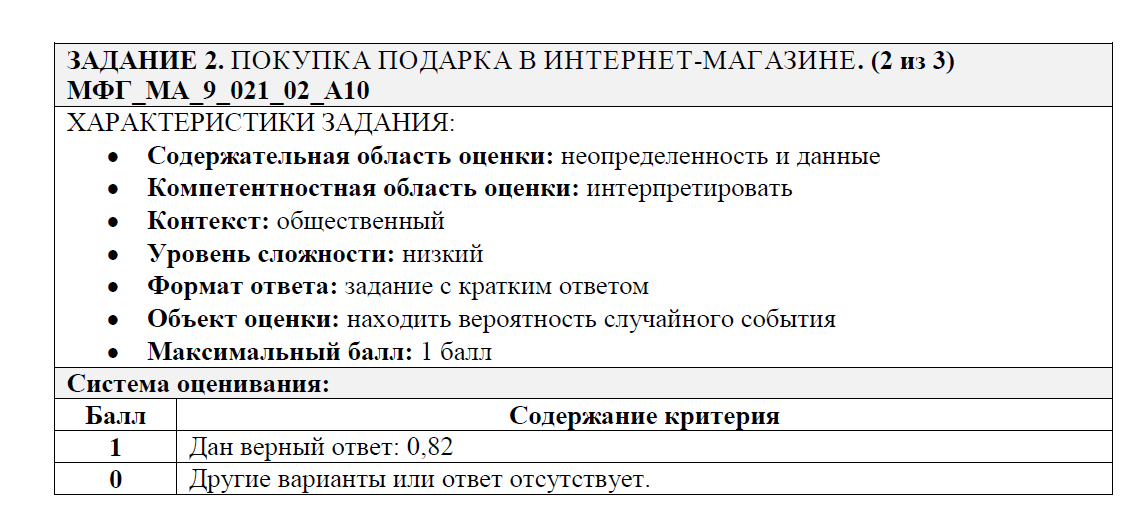 ЗАДАНИЕ 2. ПОКУПКА ПОДАРКА В ИНТЕРНЕТ-МАГАЗИНЕ. (2 из 3)
МФГ_МА_9_021_02_А10
ХАРАКТЕРИСТИКИ ЗАДАНИЯ:
• Содержательная область оценки: неопределенность и данные
• Компетентностная область оценки: интерпретировать
• Контекст: общественный
• Уровень сложности: низкий
• Формат ответа: задание с кратким ответом
• Объект оценки: находить вероятность случайного события
• Максимальный балл: 1 балл
Система оценивания:
Балл Содержание критерия
1 Дан верный ответ: 0,82
0 Другие варианты или ответ отсутствует.